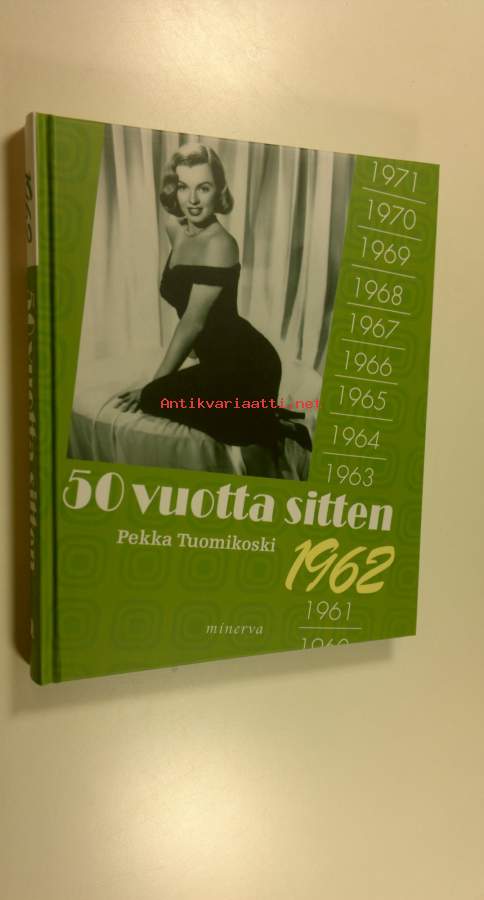 1962
50 vuotta sitten
1971
1970
1969
1968
1967
1966
1965
1964
1963
Antikvariaatti.net
50 vuotta sitten
Pekka Tuomikoski
1962
1961
1960
minerva